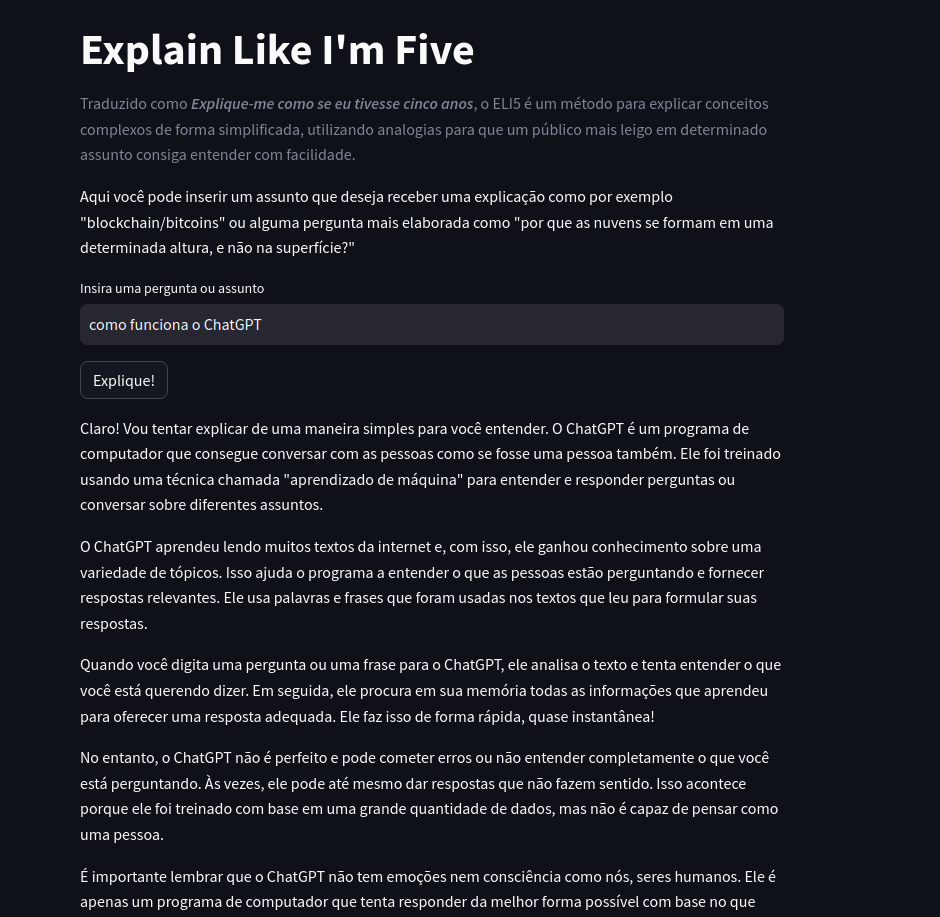 Explain Like I'm Five
Traduzido como Explique-me como se eu tivesse cinco anos, o ELI5 é um método para explicar conceitos
complexos de forma simplificada, utilizando analogias para que um público mais leigo em determinado
assunto consiga entender com facilidade.
Aqui você pode inserir um assunto que deseja receber uma explicação como por exemplo
"blockchain/bitcoins" ou alguma pergunta mais elaborada como "por que as nuvens se formam em uma
determinada altura, e não na superfície?"
Insira uma pergunta ou assunto
como funciona o ChatGPT
Explique!
Claro! Vou tentar explicar de uma maneira simples para você entender. O ChatGPT é um programa de
computador que consegue conversar com as pessoas como se fosse uma pessoa também. Ele foi treinado
usando uma técnica chamada "aprendizado de máquina" para entender e responder perguntas ou
conversar sobre diferentes assuntos.
O ChatGPT aprendeu lendo muitos textos da internet e, com isso, ele ganhou conhecimento sobre uma
variedade de tópicos. Isso ajuda o programa a entender o que as pessoas estão perguntando e fornecer
respostas relevantes. Ele usa palavras e frases que foram usadas nos textos que leu para formular suas
respostas.
Quando você digita uma pergunta ou uma frase para o ChatGPT, ele analisa o texto e tenta entender o que
você está querendo dizer. Em seguida, ele procura em sua memória todas as informações que aprendeu
para oferecer uma resposta adequada. Ele faz isso de forma rápida, quase instantânea!
No entanto, o ChatGPT não é perfeito e pode cometer erros ou não entender completamente o que você
está perguntando. Às vezes, ele pode até mesmo dar respostas que não fazem sentido. Isso acontece
porque ele foi treinado com base em uma grande quantidade de dados, mas não é capaz de pensar como
uma pessoa.
É importante lembrar que o ChatGPT não tem emoções nem consciência como nós, seres humanos. Ele é
apenas um programa de computador que tenta responder da melhor forma possível com base no que